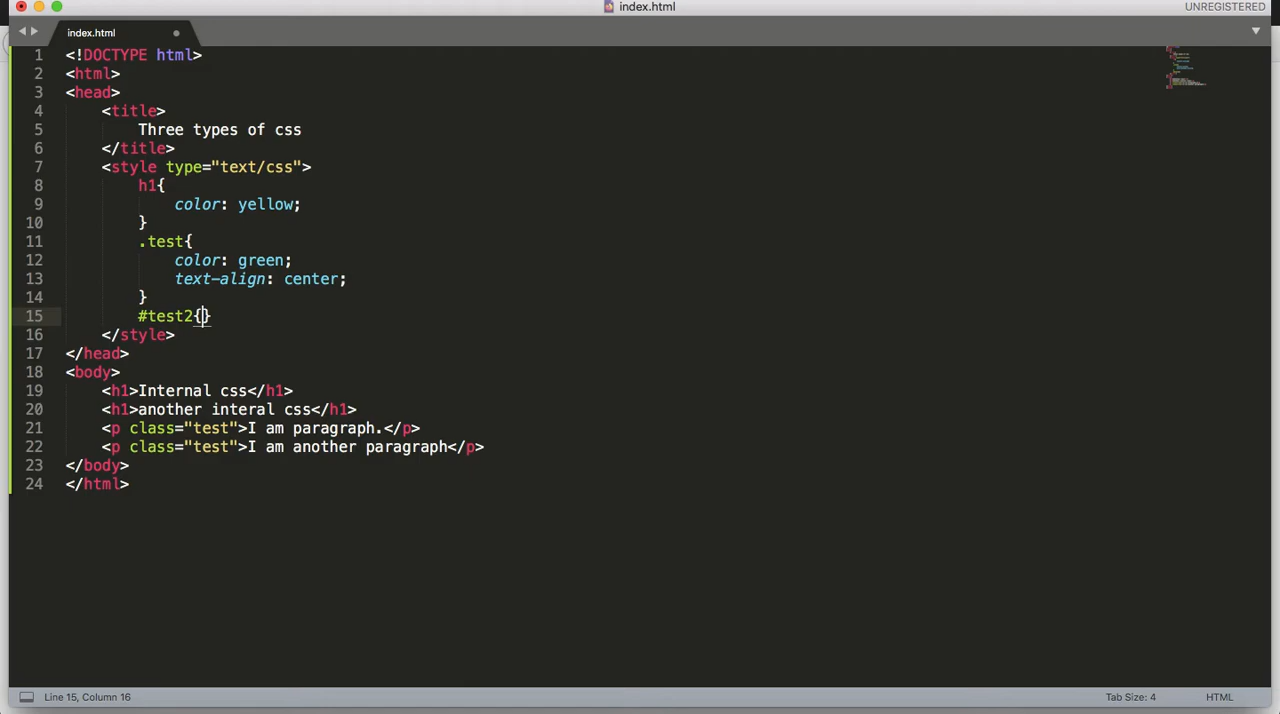 index.html
UNREGISTERED
index.html
1 <!DOCTYPE html>
2 <html>
3 <head>
4 <title>
5 Three types of css
6 </title>
7 <style type="text/css">
8 h1{
9 color: yellow;
10 }
11 .test{
12 color: green;
13 text-align: center;
14 }
15 #test2{}
16 </style>
17 </head>
18 <body>
19 <h1>Internal css</h1>
20 <h1>another interal css</h1>
21 <p class="test">I am paragraph.</p>
22 <p class="test">I am another paragraph</p>
23 </body>
24 </html>
Line 15, Column 16
Tab Size: 4
HTML